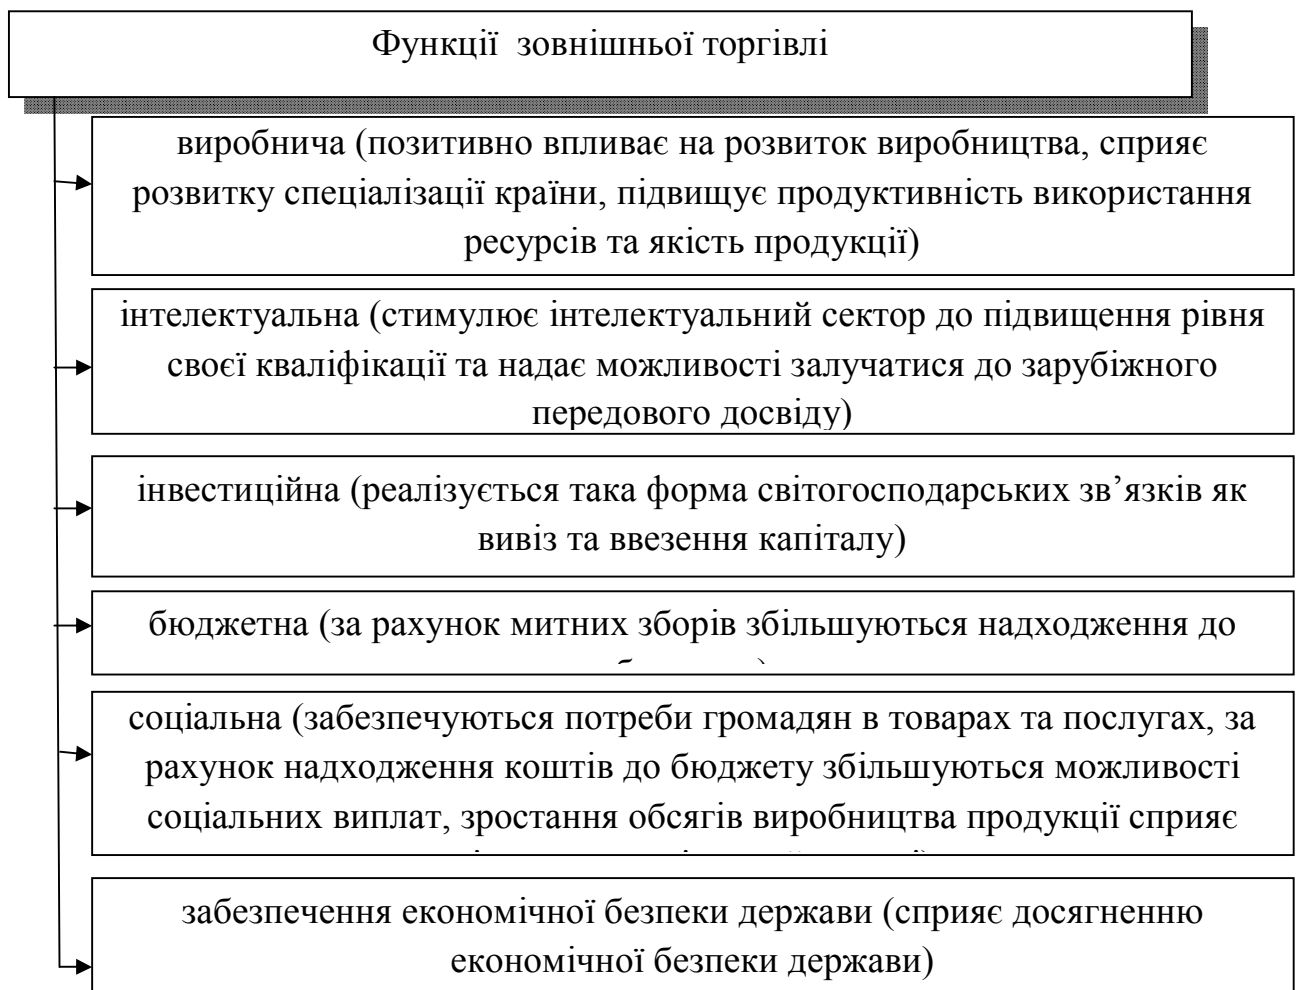 Функції зовнішньої торгівлі
виробнича (позитивно впливає на розвиток виробництва, сприяє
розвитку спеціалізації країни, підвищує продуктивність використання
ресурсів та якість продукції)
інтелектуальна (стимулює інтелектуальний сектор до підвищення рівня
своєї кваліфікації та надає можливості залучатися до зарубіжного
передового досвіду)
інвестиційна (реалізується така форма світогосподарських зв’язків як
вивіз та ввезення капіталу)
бюджетна (за рахунок митних зборів збільшуються надходження до
соціальна (забезпечуються потреби громадян в товарах та послугах, за
рахунок надходження коштів до бюджету збільшуються можливості
соціальних виплат, зростання обсягів виробництва продукції сприяє
забезпечення економічної безпеки держави (сприяє досягненню
економічної безпеки держави)